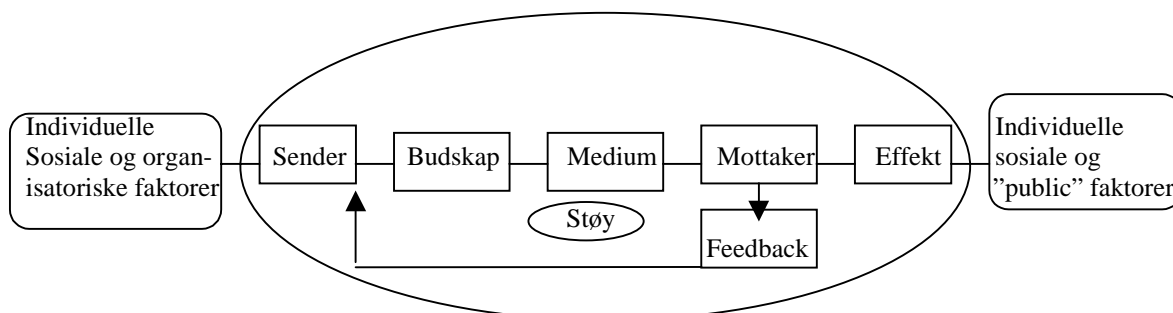 Individuelle
Sosiale og organ-
isatoriske faktorer
Sender
Budskap
Medium
Mottaker
Effekt
Individuelle
sosiale og
”public” faktorer
Støy
Feedback